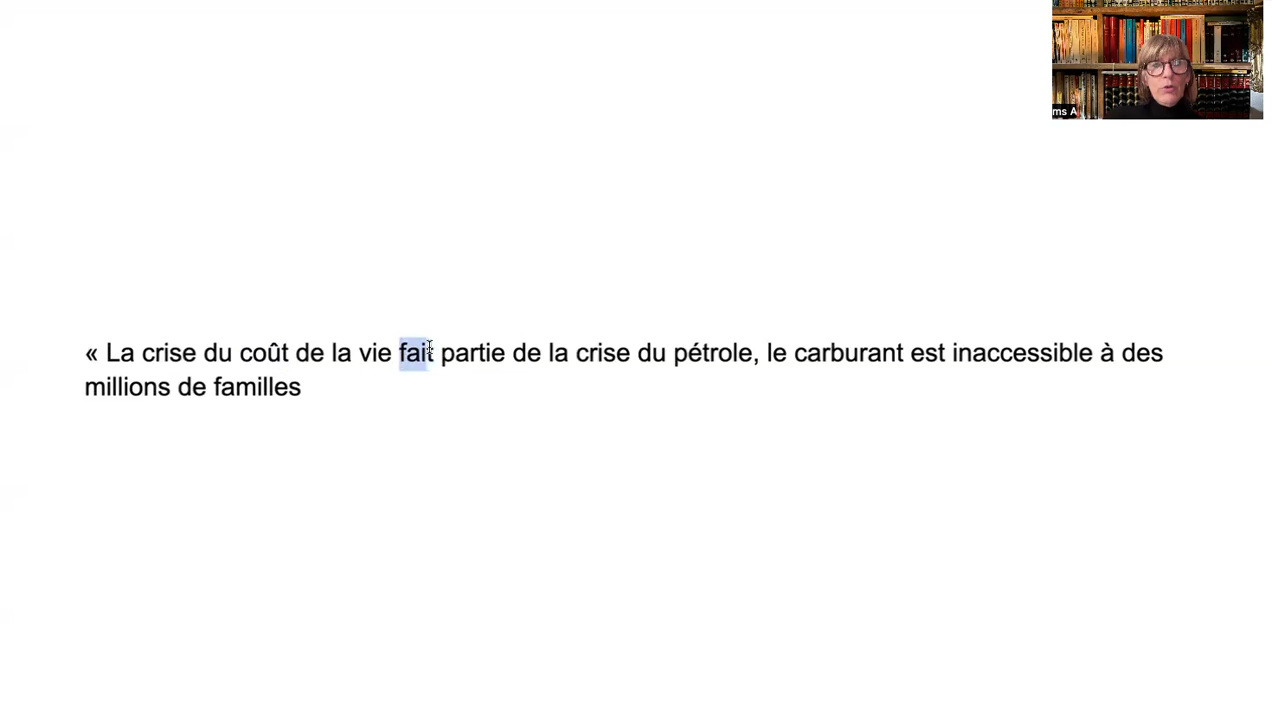 ms A
« La crise du coût de la vie fait partie de la crise du pétrole, le carburant est inaccessible à des
millions de familles